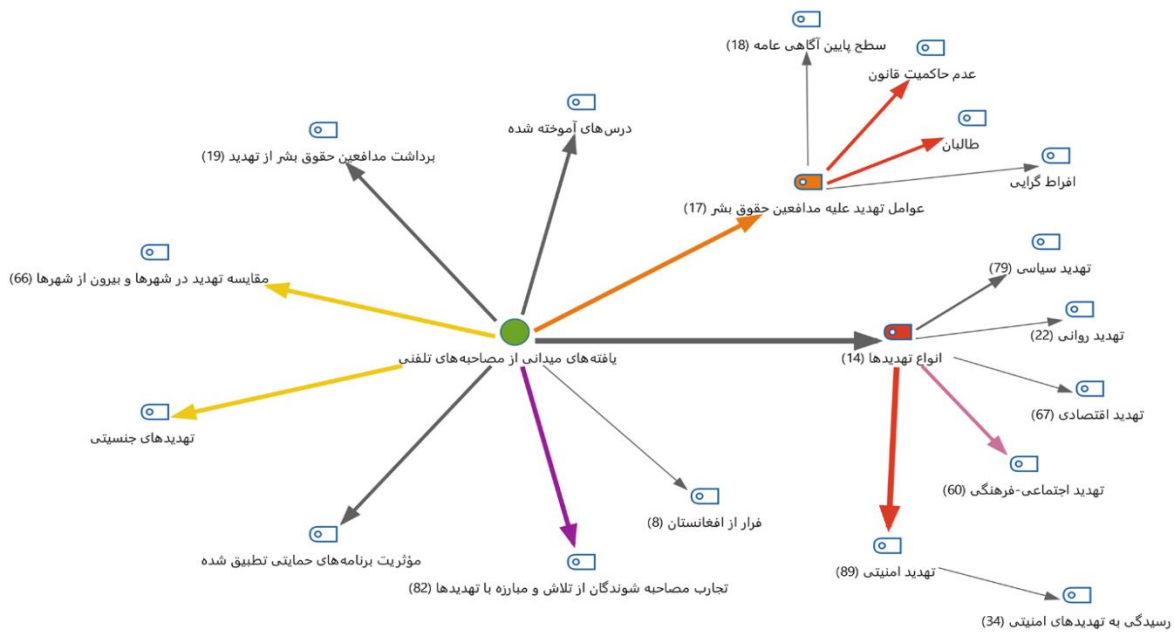 سطح پایین آگاهی عامه (18)
عدم حاکمیت قانون
درس‌های آموخته شده
طالبان
برداشت مدافعین حقوق بشر از تهدید (19)
افراط گرایی
عوامل تهدید علیه مدافعین حقوق بشر (17)
تهدید سیاسی (79)
مقایسه تهدید در شهرها و بیرون از شهرها (66)
تهدید روانی (22)
یافته‌های میدانی از مصاحبه‌های تلفنی
انواع تهدیدها (14)
تهدید اقتصادی (67)
تهدیدهای جنسیتی
تهدید اجتماعی-فرهنگی (60)
فرار از افغانستان (8)
مؤثریت برنامه‌های حمایتی تطبیق شده
تهدید امنیتی (89)
تجارب مصاحبه شوندگان از تلاش و مبارزه با تهدیدها (82)
رسیدگی به تهدیدهای امنیتی (34)